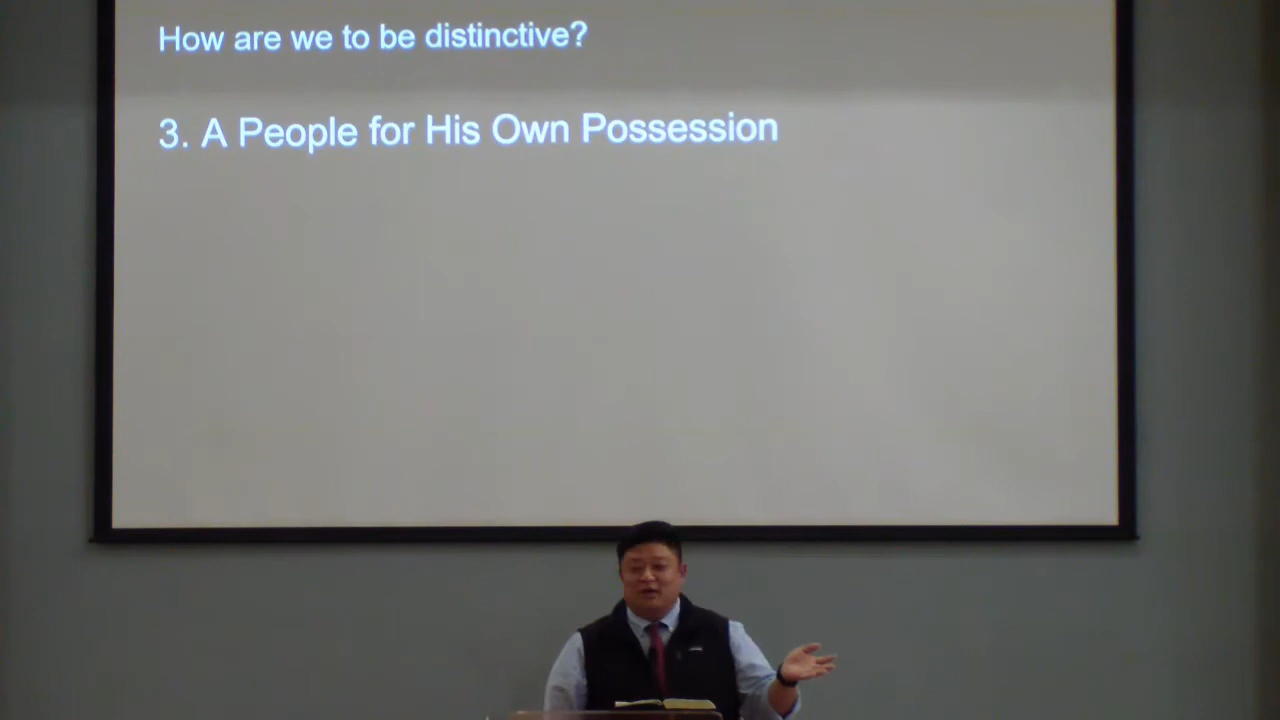 How are we to be distinctive?
3. A People for His Own Possession